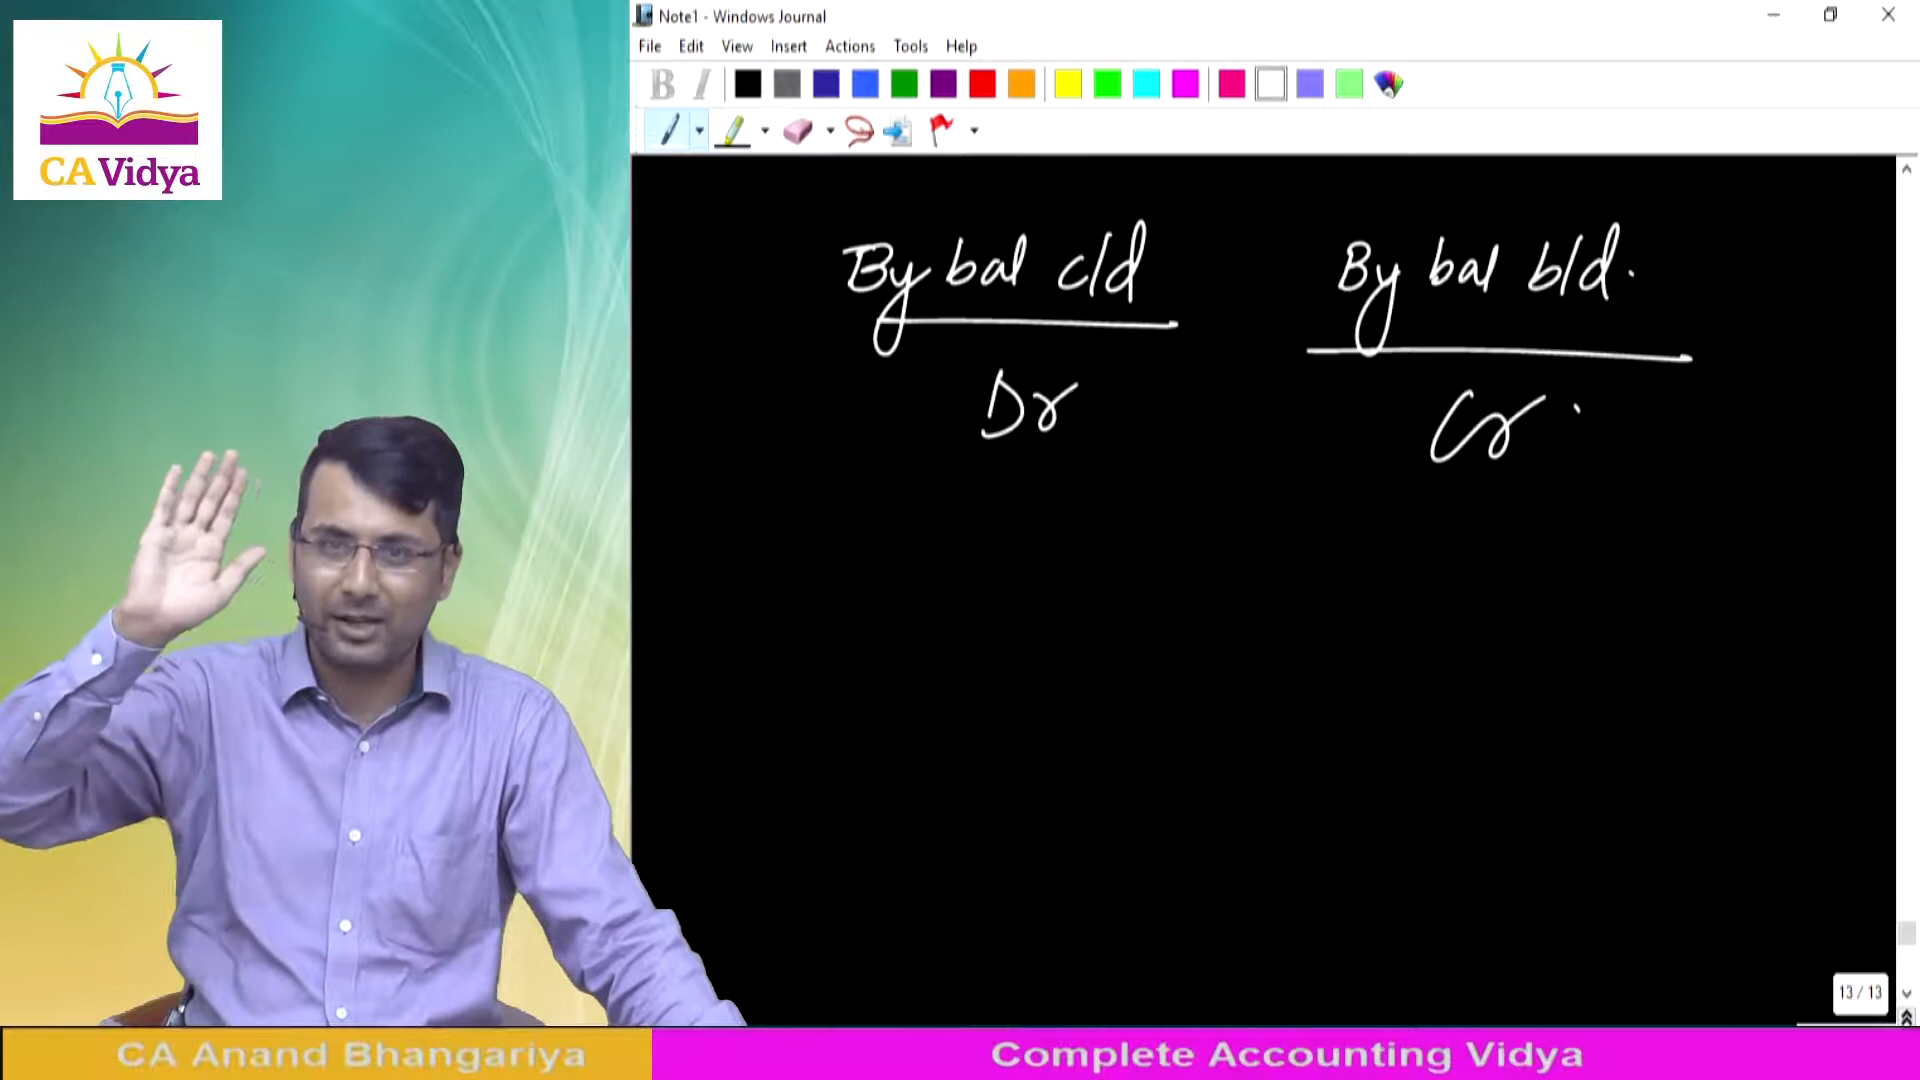 CA Vidya
Note1 - Windows Journal
File Edit View Insert Actions Tools Help
B I
By bal c/d By bal b/d.
Dr Cr .
13 / 13
CA Anand Bhangariya Complete Accounting Vidya